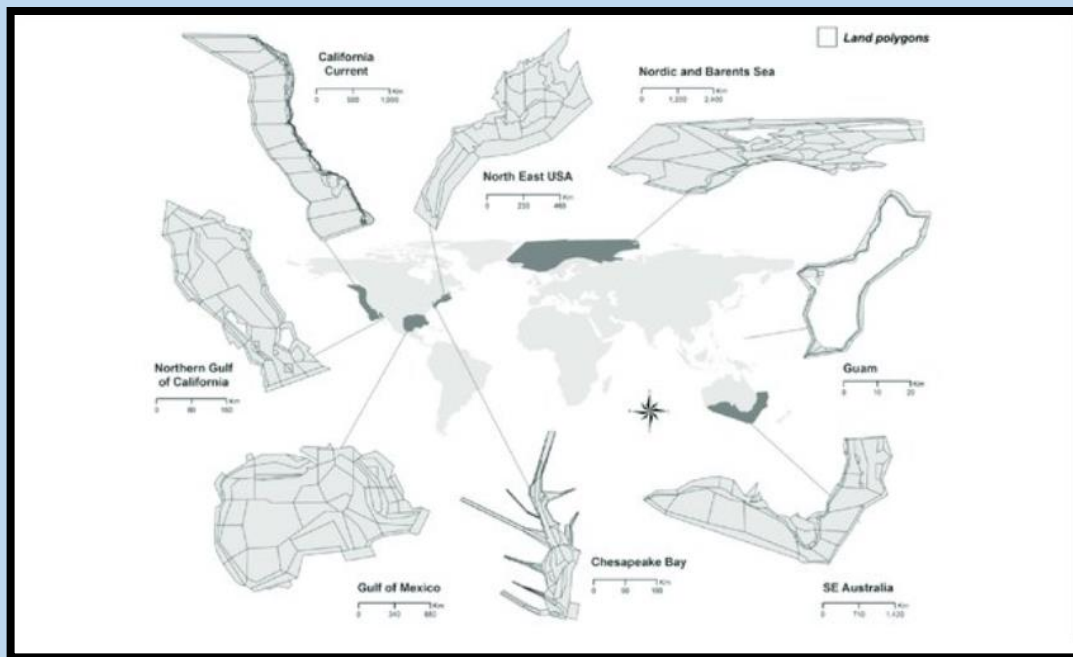 Land polygons
California
Current
Km
0 500 1,000
North East USA
Km
0 230 460
Nordic and Barents Sea
Km
0 1,200 2,400
Northern Gulf
of California
Km
0 80 160
Guam
Km
0 10 20
Gulf of Mexico
Km
0 340 680
Chesapeake Bay
Km
0 90 180
SE Australia
Km
0 710 1,420